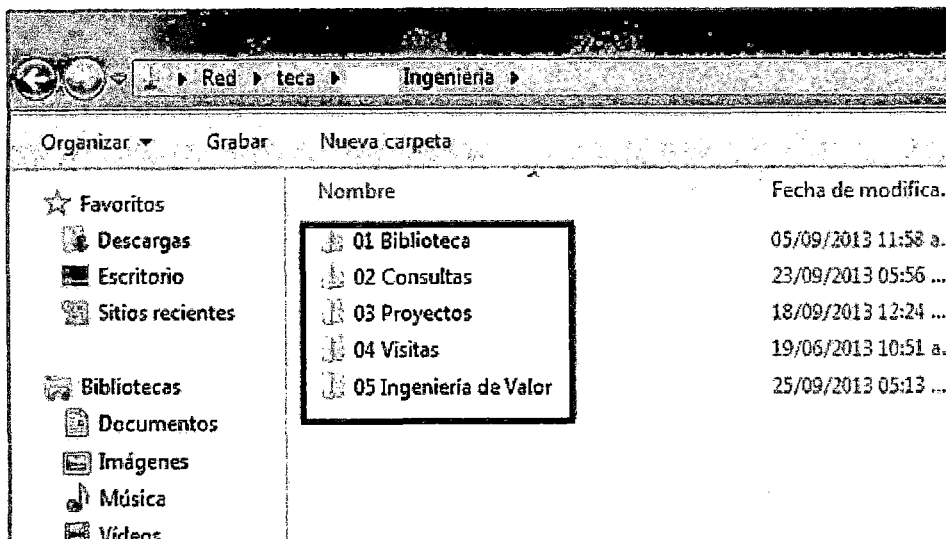 Red ▸ teca ▸ Ingeniería ▸
Organizar ▾ Grabar Nueva carpeta
Nombre Fecha de modifica.
Favoritos
Descargas
Escritorio
Sitios recientes
Bibliotecas
Documentos
Imágenes
Música
Vídeos
01 Biblioteca 05/09/2013 11:58 a.
02 Consultas 23/09/2013 05:56 ...
03 Proyectos 18/09/2013 12:24 ...
04 Visitas 19/06/2013 10:51 a.
05 Ingeniería de Valor 25/09/2013 05:13 ...